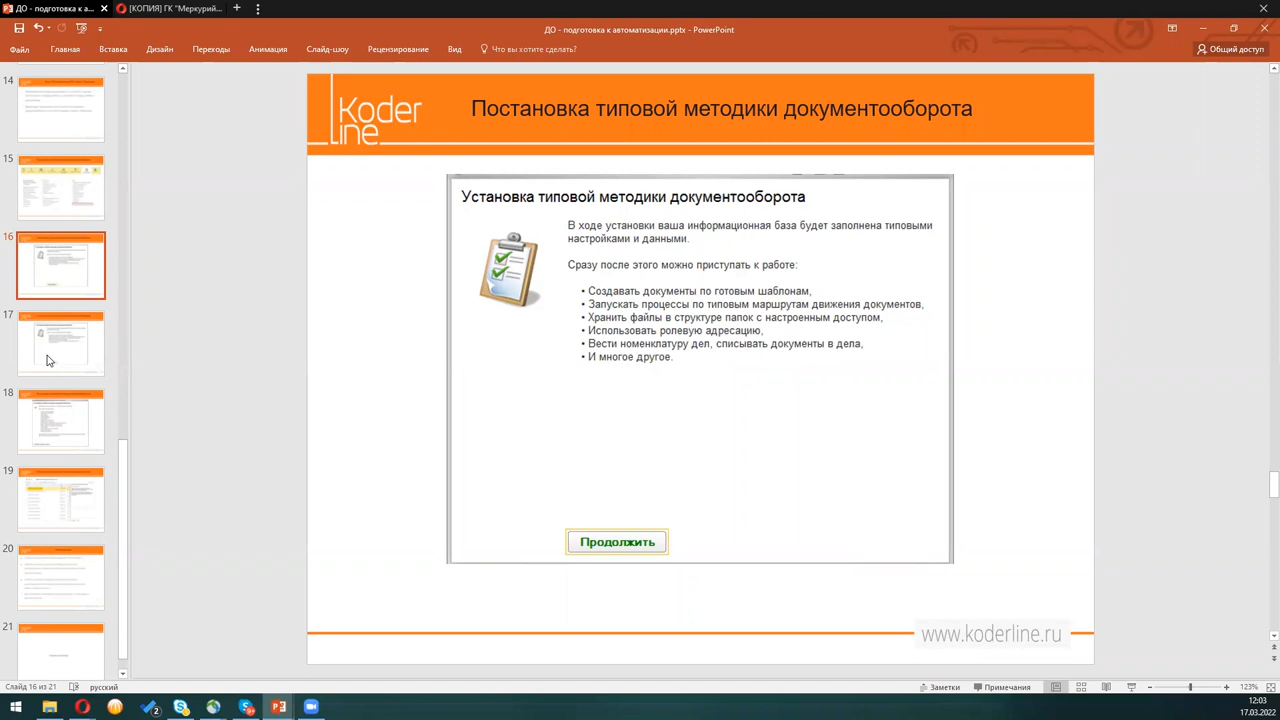 ДО - подготовка к а...
[КОПИЯ] ГК "Меркурий...
ДО - подготовка к автоматизации.pptx - PowerPoint
Файл Главная Вставка Дизайн Переходы Анимация Слайд-шоу Рецензирование Вид Что вы хотите сделать? Общий доступ
14
15
16
17
18
19
20
21
Koder
line
Постановка типовой методики документооборота
Установка типовой методики документооборота
В ходе установки ваша информационная база будет заполнена типовыми
настройками и данными.
Сразу после этого можно приступать к работе:
• Создавать документы по готовым шаблонам,
• Запускать процессы по типовым маршрутам движения документов,
• Хранить файлы в структуре папок с настроенным доступом,
• Использовать ролевую адресацию,
• Вести номенклатуру дел, списывать документы в дела,
• И многое другое.
Продолжить
www.koderline.ru
Слайд 16 из 21 русский Заметки Примечания 123%
12:03
17.03.2022